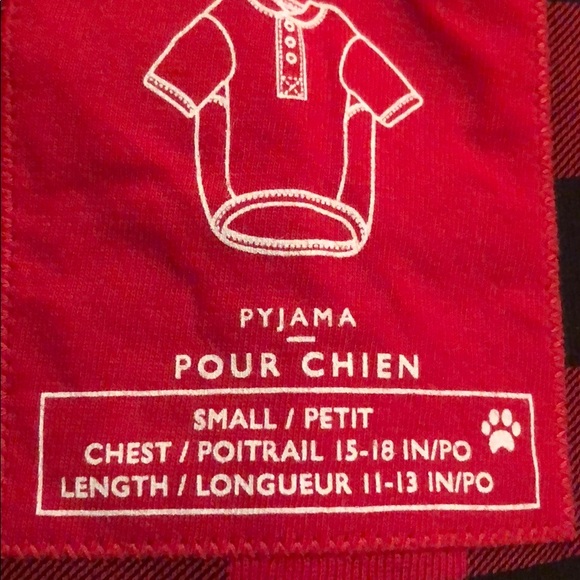 PYJAMA
POUR CHIEN
SMALL / PETIT
CHEST / POITRAIL 15-18 IN/PO
LENGTH / LONGUEUR 11-13 IN/PO